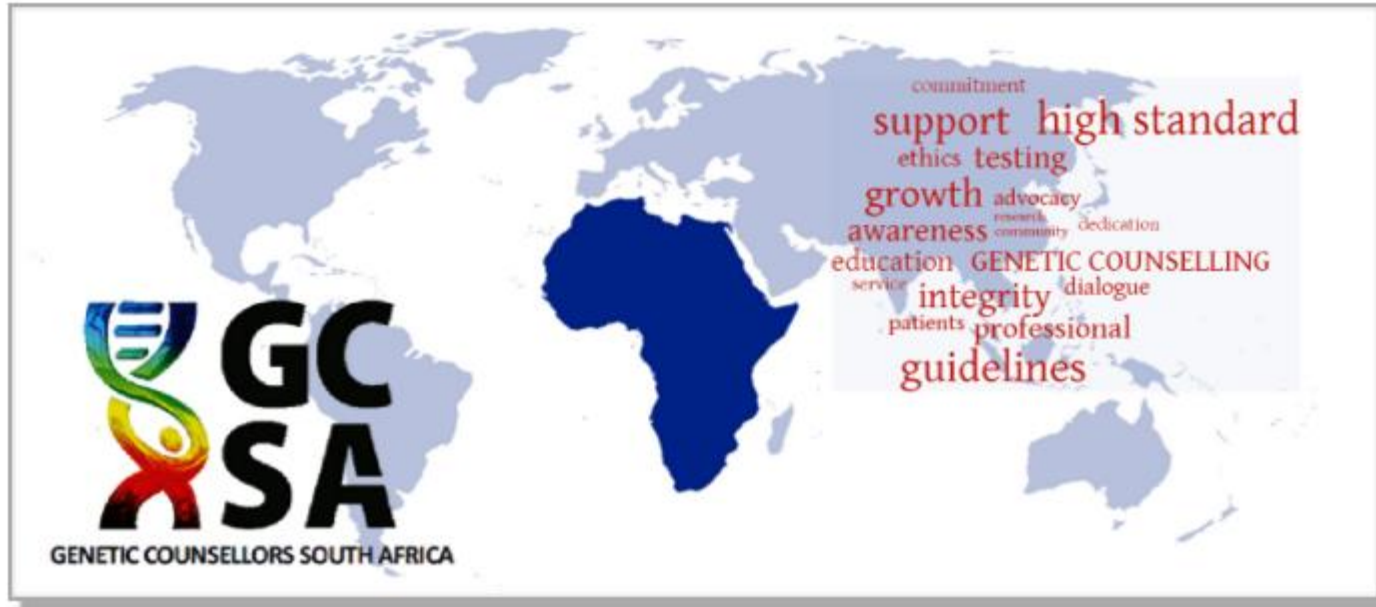 commitment
support high standard
ethics testing
growth advocacy
research
awareness community dedication
education GENETIC COUNSELLING
service integrity dialogue
patients professional
guidelines
GC
SA
GENETIC COUNSELLORS SOUTH AFRICA